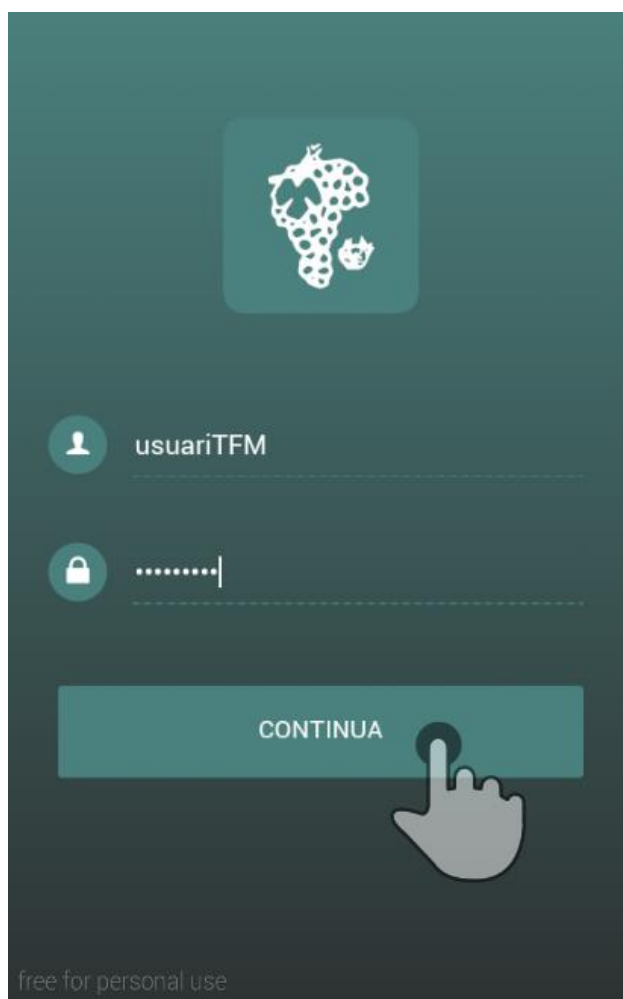 usuariTFM
•••••••••
CONTINUA
free for personal use